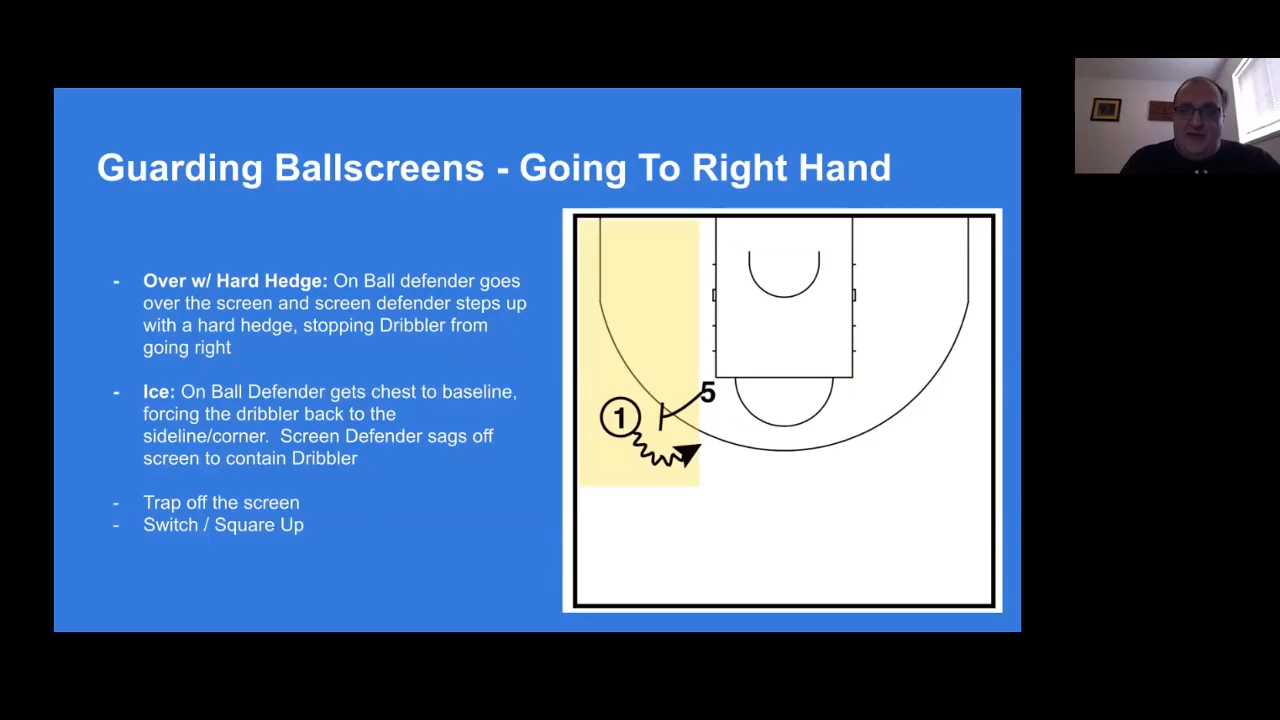 Guarding Ballscreens - Going To Right Hand
- Over w/ Hard Hedge: On Ball defender goes
over the screen and screen defender steps up
with a hard hedge, stopping Dribbler from
going right
- Ice: On Ball Defender gets chest to baseline,
forcing the dribbler back to the
sideline/corner.  Screen Defender sags off
screen to contain Dribbler
- Trap off the screen
- Switch / Square Up
5
1